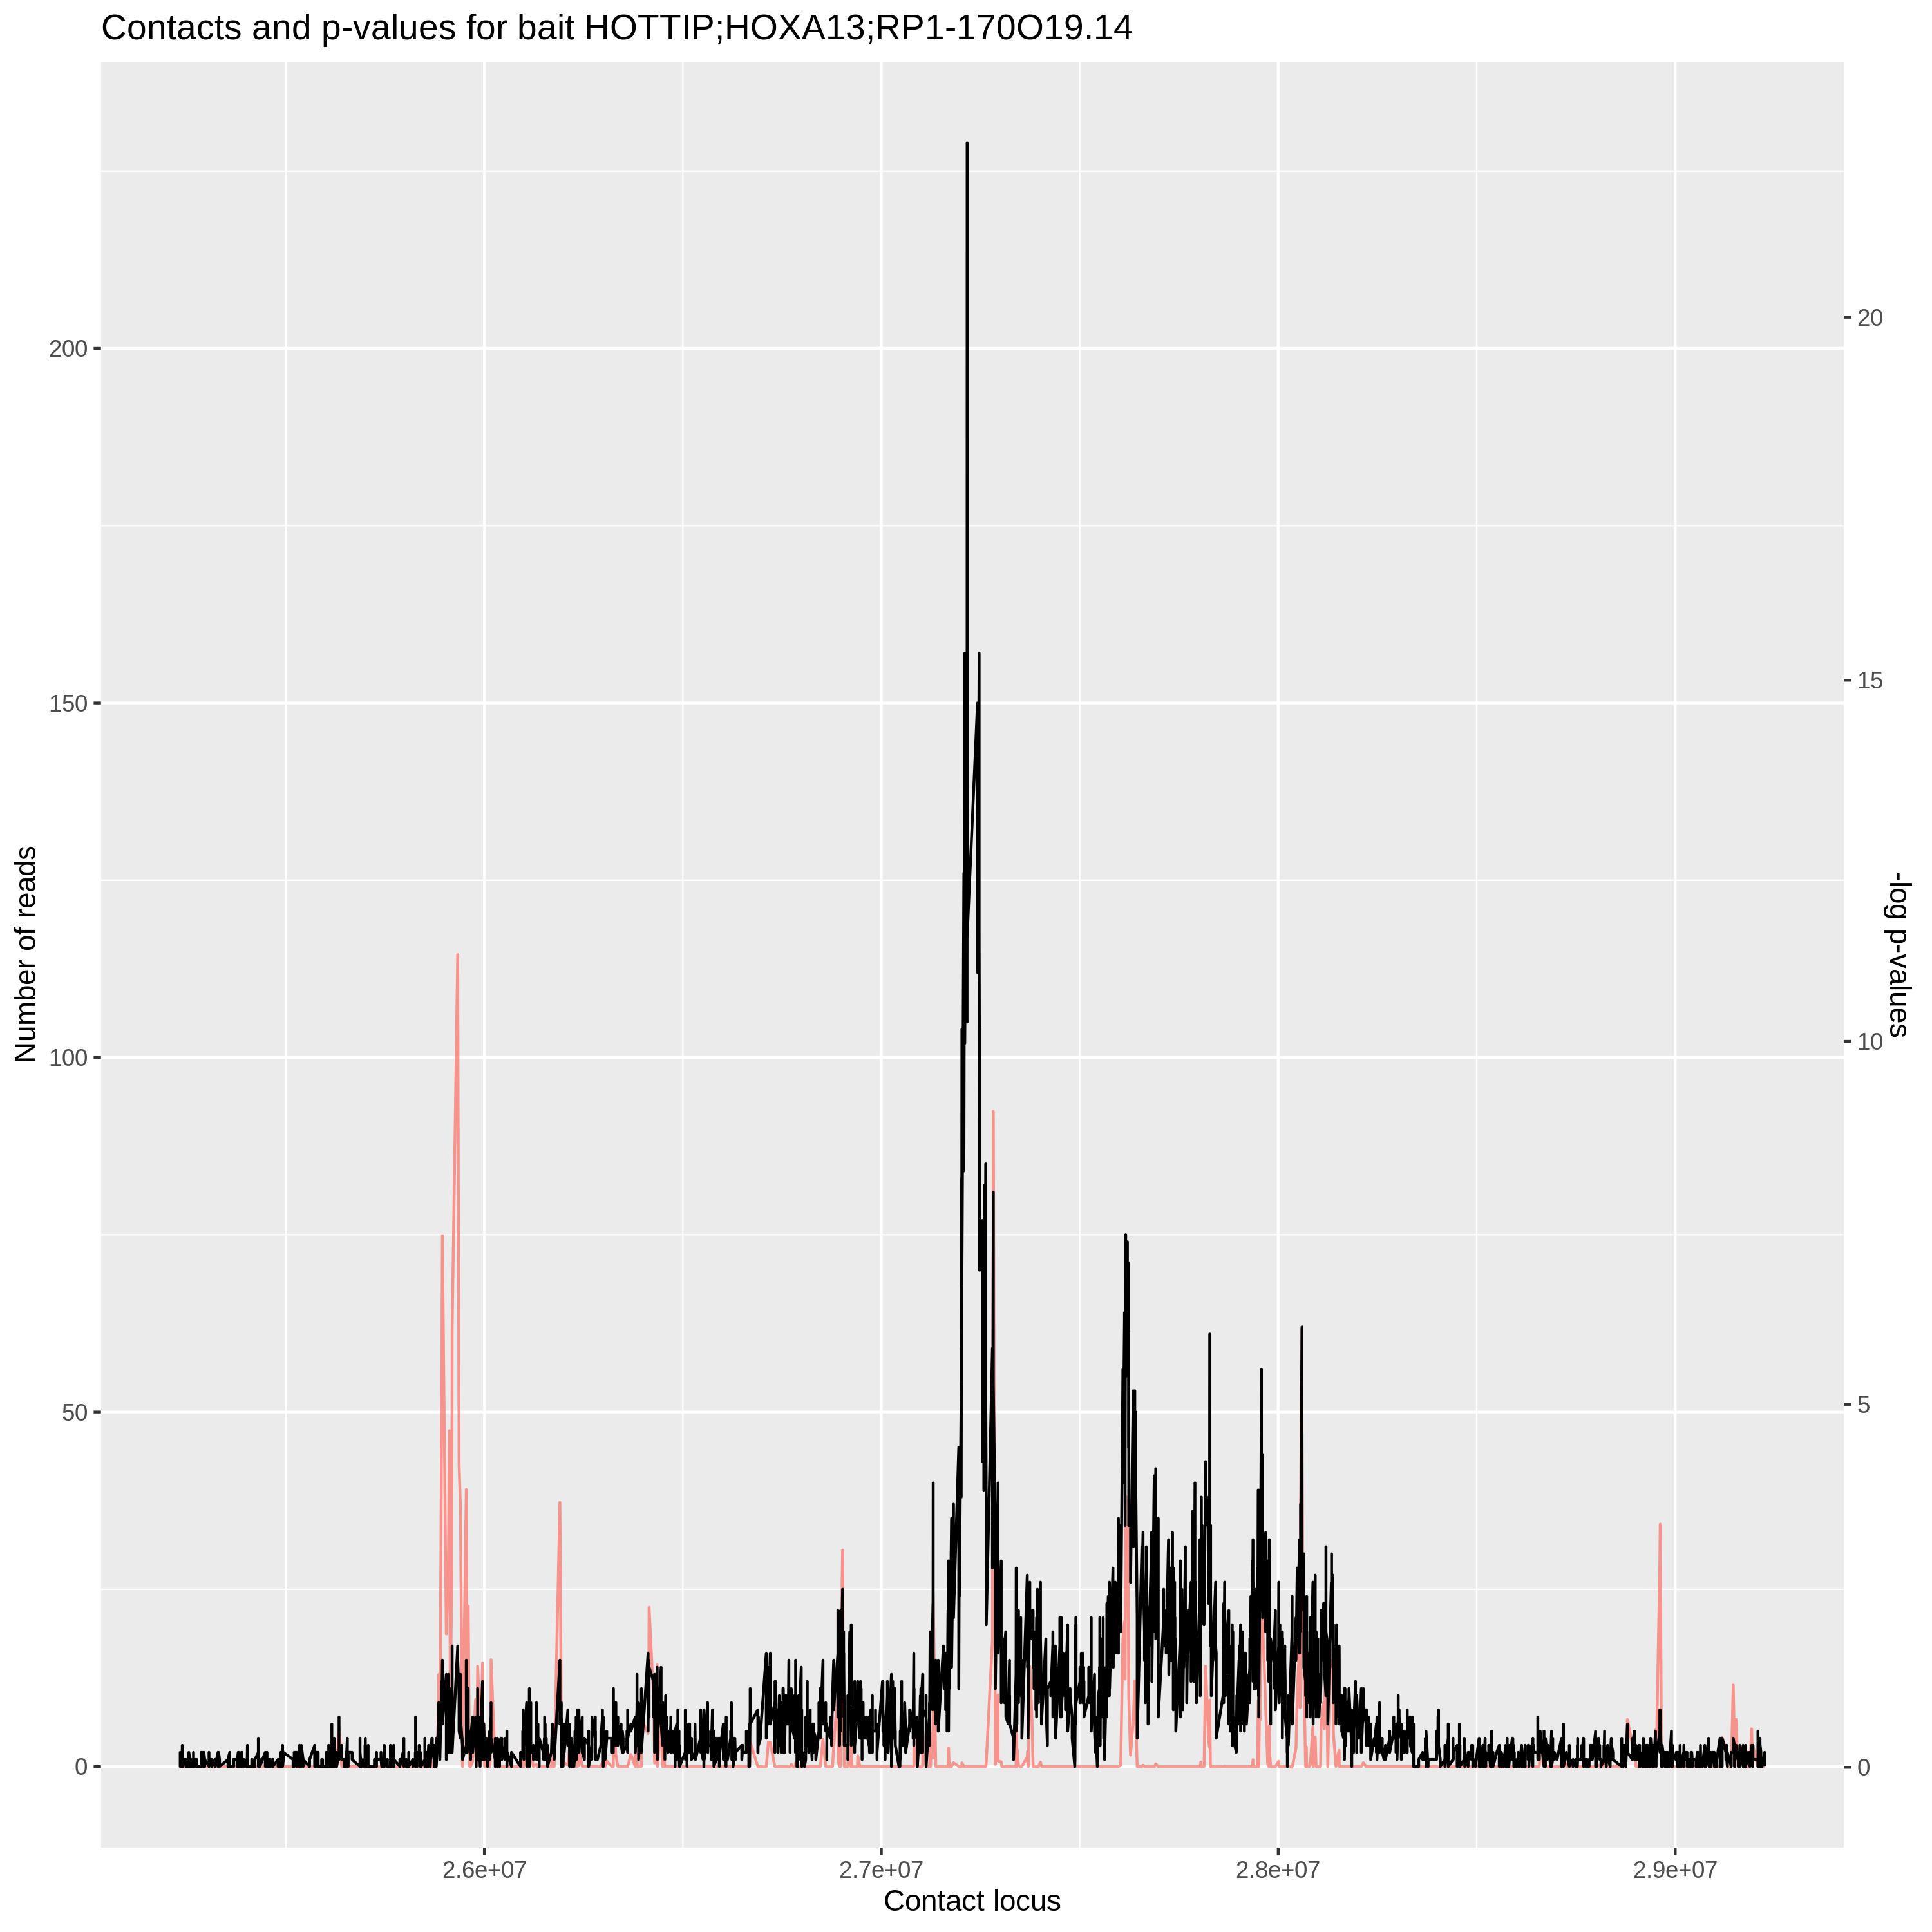 Contacts and p-values for bait HOTTIP;HOXA13;RP1-170O19.14
Number of reads
200
150
100
50
0
20
15
10
5
0
-log p-values
2.6e+07
2.7e+07
2.8e+07
2.9e+07
Contact locus